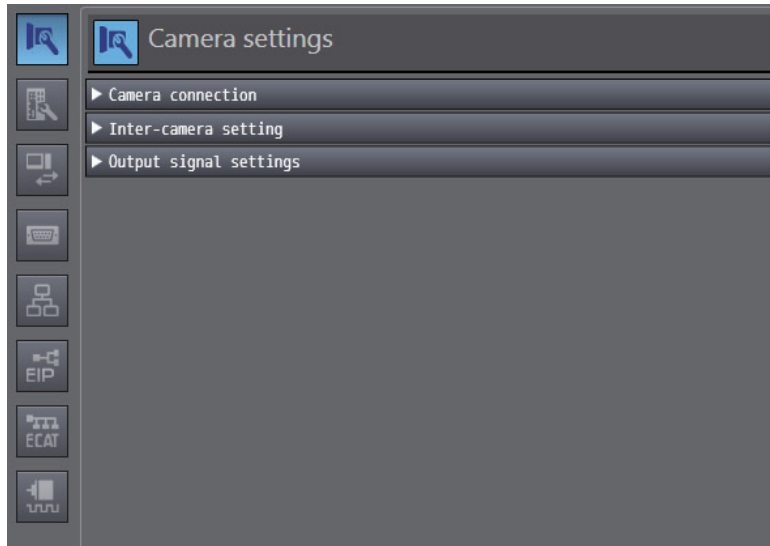 Camera settings
Camera connection
Inter-camera setting
Output signal settings
EIP
ECAT